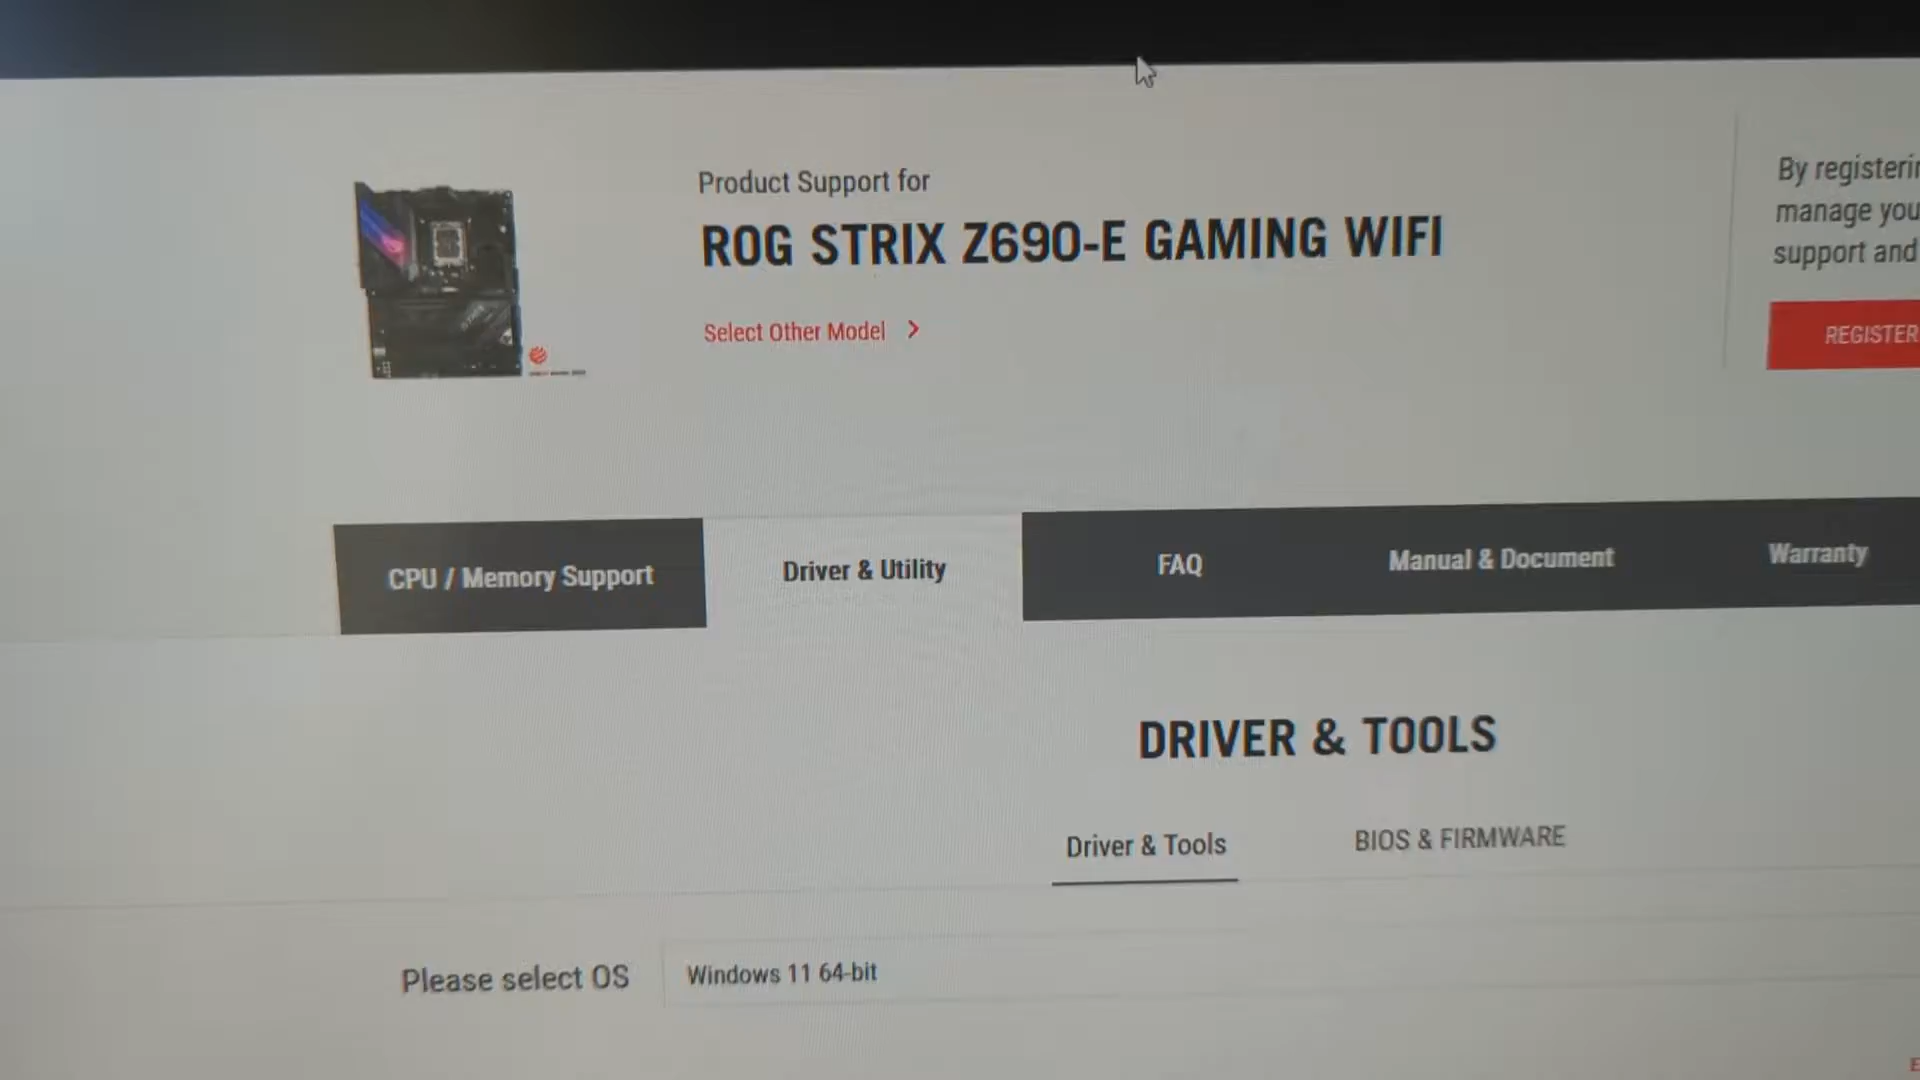 Product Support for
ROG STRIX Z690-E GAMING WIFI
Select Other Model
By registerin
manage you
support and
REGISTER
CPU / Memory Support
Driver & Utility
FAQ
Manual & Document
Warranty
DRIVER & TOOLS
Driver & Tools
BIOS & FIRMWARE
Please select OS
Windows 11 64-bit